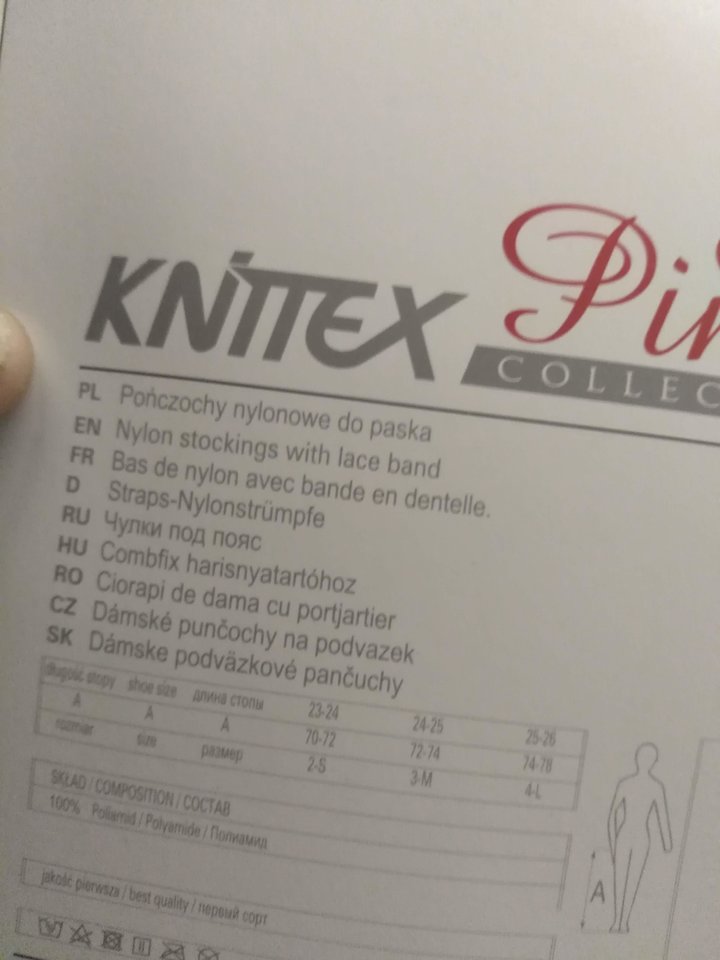 KNITTEX
Pin
COLLEC
PL Pończochy nylonowe do paska
EN Nylon stockings with lace band
FR Bas de nylon avec bande en dentelle.
D Straps-Nylonstrümpfe
RU Чулки под пояс
HU Combfix harisnyatartóhoz
RO Ciorapi de dama cu portjartier
CZ Dámské punčochy na podvazek
SK Dámske podväzkové pančuchy
długość stopy shoe size длина стопы 23-24 24-25 25-26
A A A 70-72 72-74 74-78
rozmiar size размер 2-S 3-M 4-L
SKŁAD / COMPOSITION / СОСТАВ
100% Poliamid / Polyamide / Полиамид
jakość pierwsza / best quality / первый сорт
A